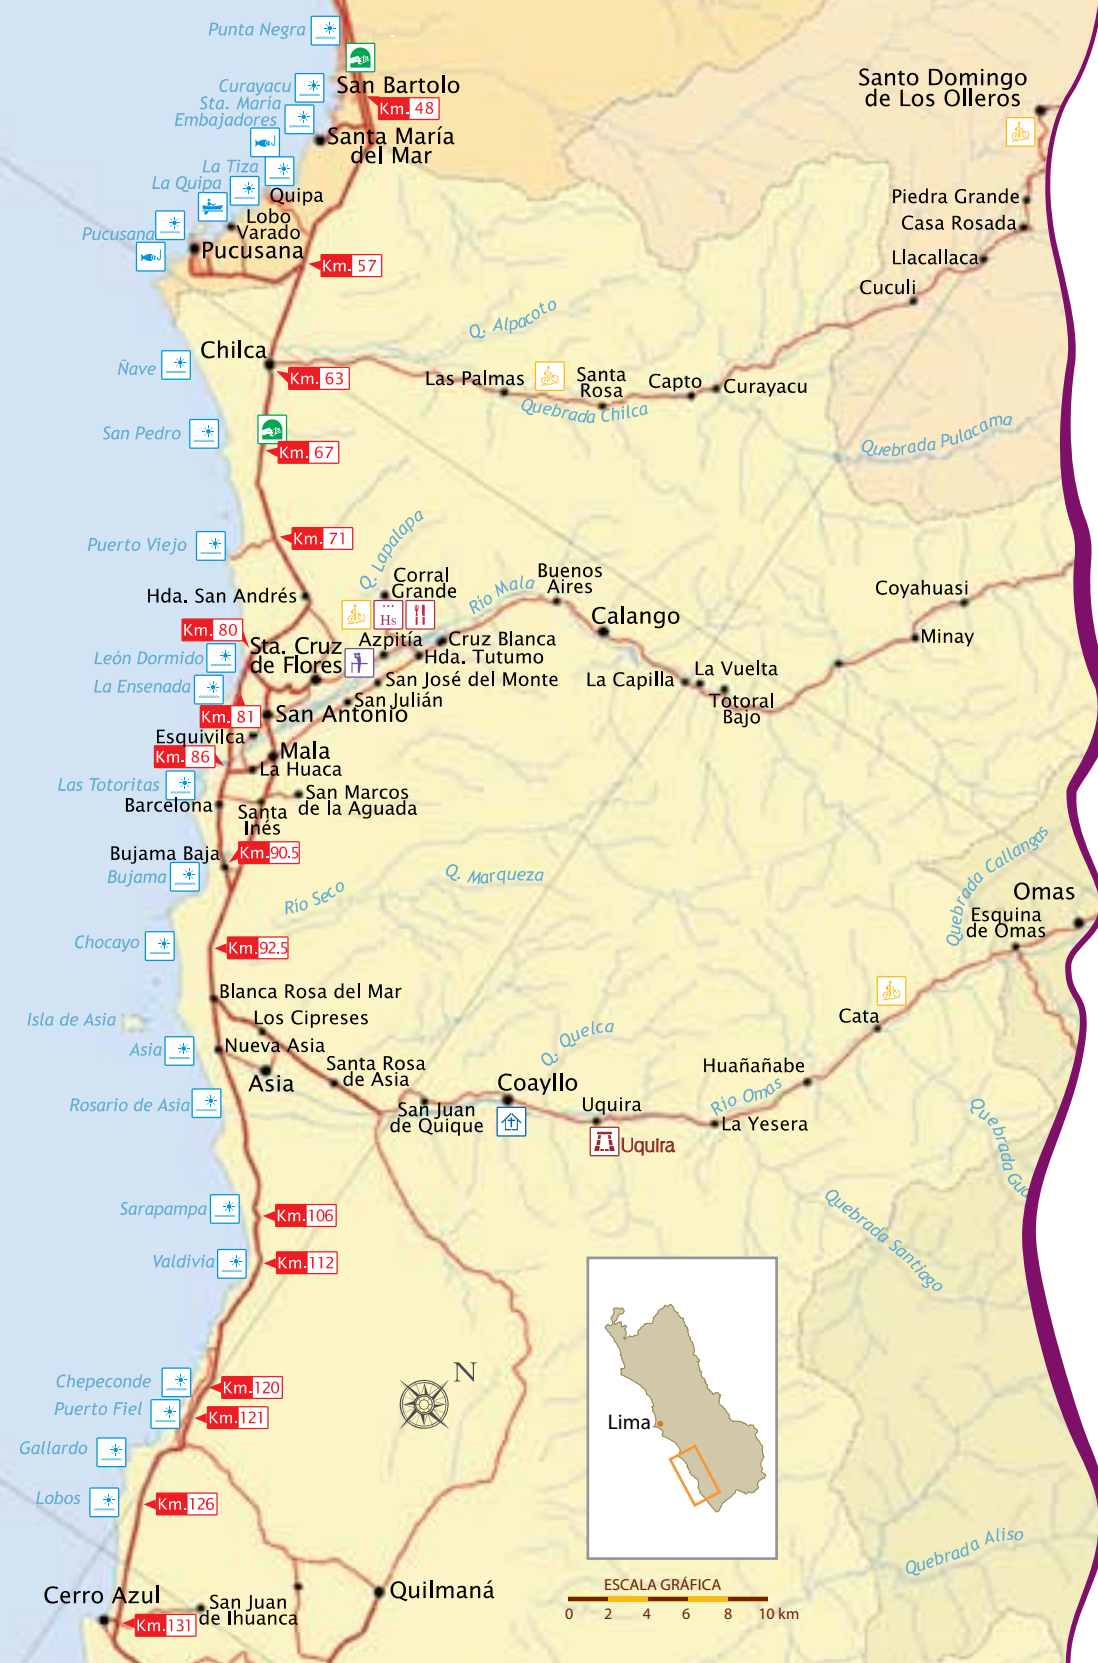 Punta Negra
San Bartolo
Km. 48
Curayacu
Sta. María
Embajadores
Santa María
del Mar
La Tiza
La Quipa
Quipa
Lobo
Varado
Pucusana
Pucusana
Km. 57
Santo Domingo
de Los Olleros
Piedra Grande
Casa Rosada
Llacallaca
Cuculi
Q. Alpacoto
Chilca
Ñave
Km. 63
Las Palmas
Santa
Rosa
Capto
Curayacu
Quebrada Chilca
San Pedro
Km. 67
Quebrada Pulacama
Km. 71
Puerto Viejo
Q. Lapalapa
Hda. San Andrés
Corral
Grande
Hs
Río Mala
Buenos
Aires
Calango
Coyahuasi
Minay
Km. 80
Sta. Cruz
de Flores
Azpitía
Cruz Blanca
Hda. Tutumo
León Dormido
La Ensenada
San José del Monte
San Julián
La Capilla
La Vuelta
Totoral
Bajo
Km. 81
San Antonio
Esquivilca
Km. 86
Mala
La Huaca
Las Totoritas
Barcelona
Santa
Inés
San Marcos
de la Aguada
Bujama Baja
Km. 90.5
Bujama
Río Seco
Q. Marqueza
Quebrada Callangas
Omas
Esquina
de Omas
Chocayo
Km. 92.5
Blanca Rosa del Mar
Isla de Asia
Los Cipreses
Nueva Asia
Asia
Asia
Santa Rosa
de Asia
Q. Quelca
Cata
Huañañabe
Rosario de Asia
San Juan
de Quique
Coayllo
Uquira
Uquira
Río Omas
La Yesera
Quebrada Gua
Sarapampa
Km. 106
Valdivia
Km. 112
Quebrada Santiago
Chepeconde
Km. 120
Puerto Fiel
Km. 121
N
Lima
Gallardo
Lobos
Km. 126
Quebrada Aliso
Cerro Azul
Km. 131
San Juan
de Ihuanca
Quilmaná
ESCALA GRÁFICA
0 2 4 6 8 10 km